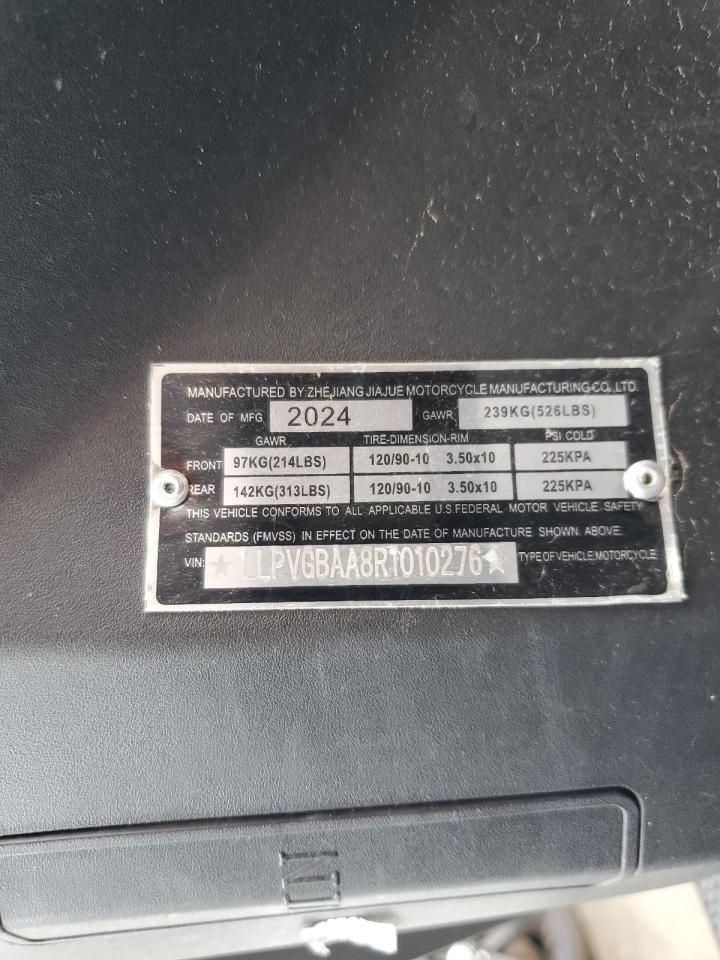 MANUFACTURED BY:ZHEJIANG JIAJUE MOTORCYCLE MANUFACTURING CO., LTD.
DATE OF MFG 2024 GAWR 239KG(526LBS)
GAWR TIRE-DIMENSION-RIM PSI COLD
FRONT 97KG(214LBS) 120/90-10 3.50x10 225KPA
REAR 142KG(313LBS) 120/90-10 3.50x10 225KPA
THIS VEHICLE CONFORMS TO ALL APPLICABLE U.S.FEDERAL MOTOR VEHICLE SAFETY
STANDARDS (FMVSS) IN EFFECT ON THE DATE OF MANUFACTURE SHOWN ABOVE.
VIN: ★LLPVGBAA8R1010276★ TYPE OF VEHICLE:MOTORCYCLE